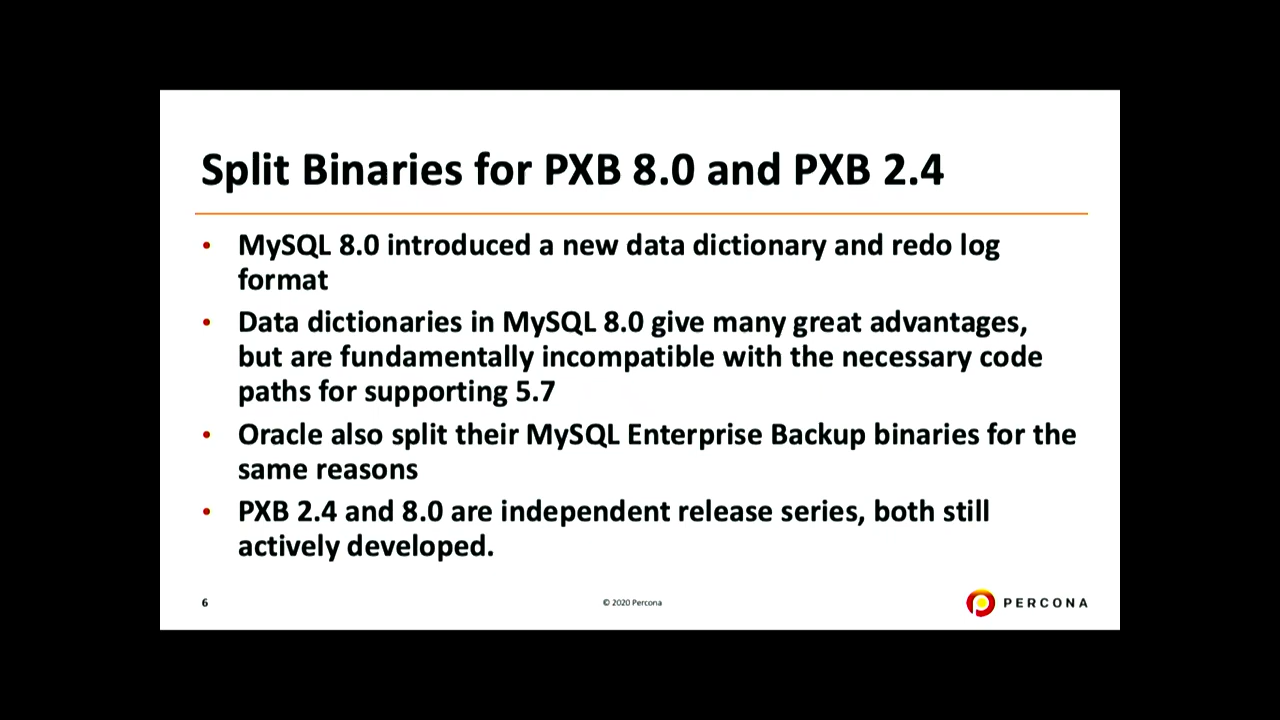 Split Binaries for PXB 8.0 and PXB 2.4
• MySQL 8.0 introduced a new data dictionary and redo log
format
• Data dictionaries in MySQL 8.0 give many great advantages,
but are fundamentally incompatible with the necessary code
paths for supporting 5.7
• Oracle also split their MySQL Enterprise Backup binaries for the
same reasons
• PXB 2.4 and 8.0 are independent release series, both still
actively developed.
6
© 2020 Percona
PERCONA